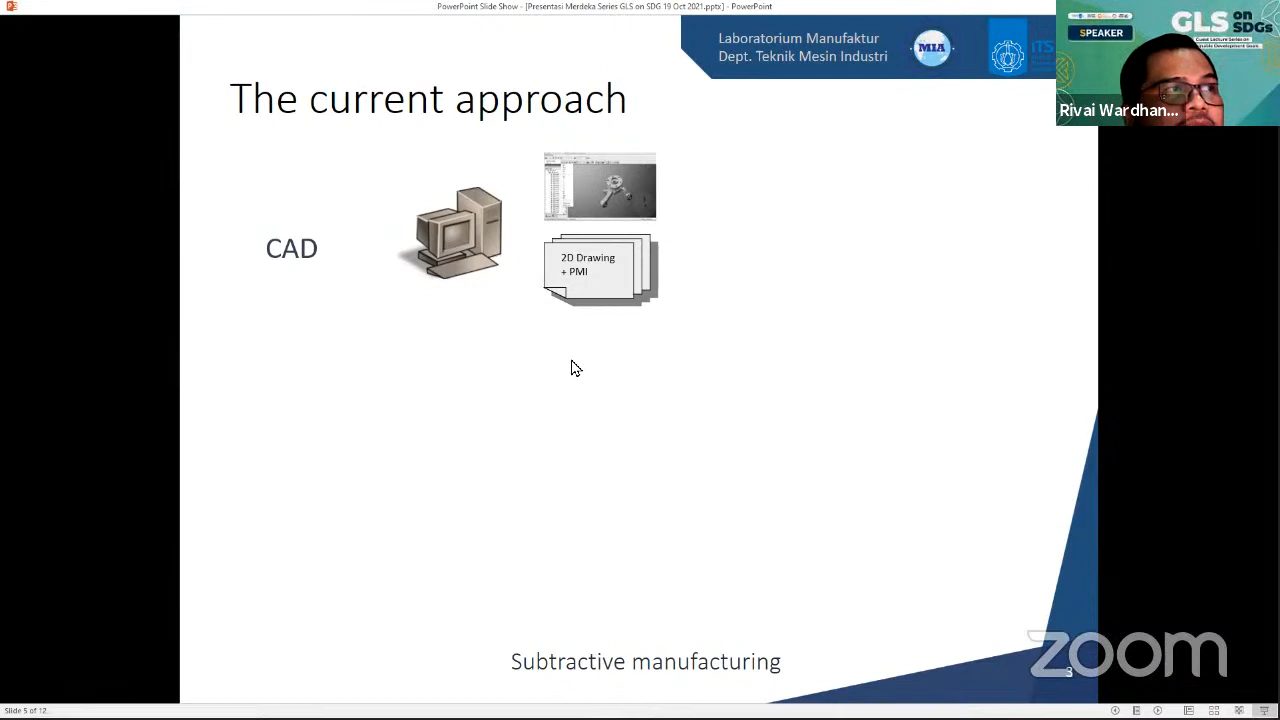 PowerPoint Slide Show - [Presentasi Merdeka Series GLS on SDG 19 Oct 2021.pptx] - PowerPoint
Laboratorium Manufaktur
Dept. Teknik Mesin Industri
MIA
ITS
GLS on SDGs
SPEAKER
Rivai Wardhan...
The current approach
CAD
2D Drawing
+ PMI
Subtractive manufacturing
zoom
3
Slide 5 of 12